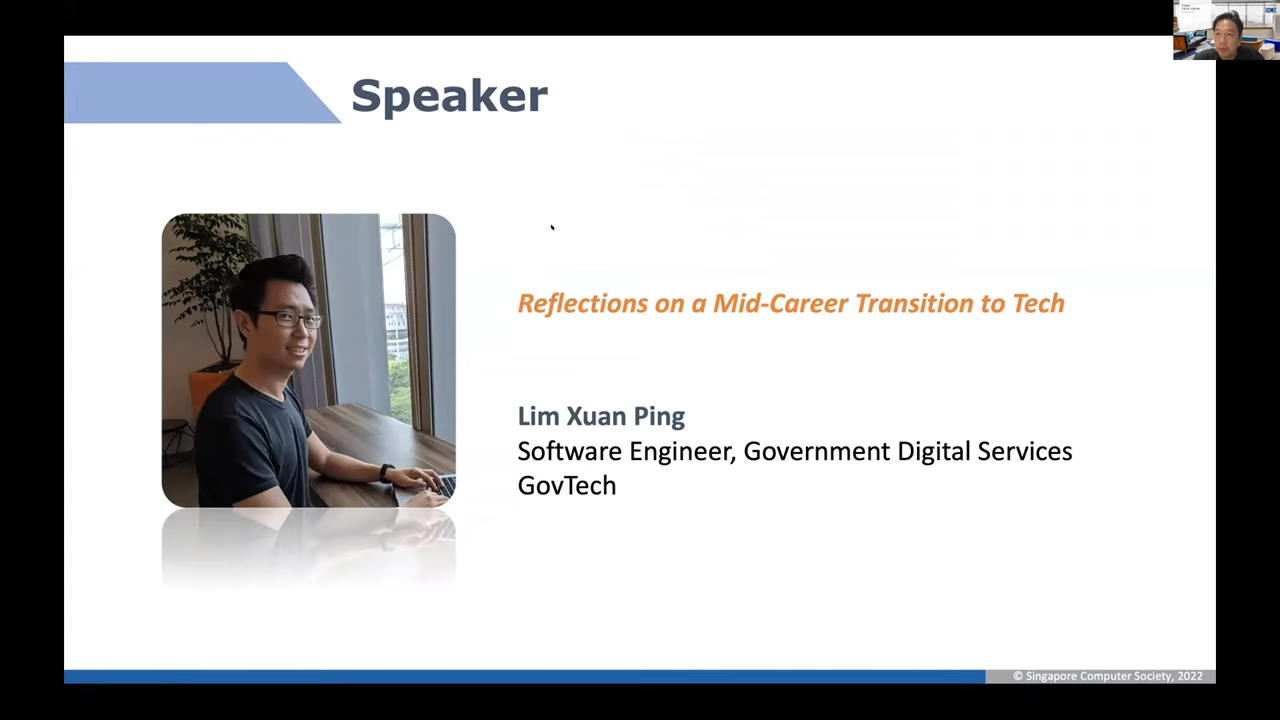 Speaker
Reflections on a Mid-Career Transition to Tech
Lim Xuan Ping
Software Engineer, Government Digital Services
GovTech
© Singapore Computer Society, 2022
SCS